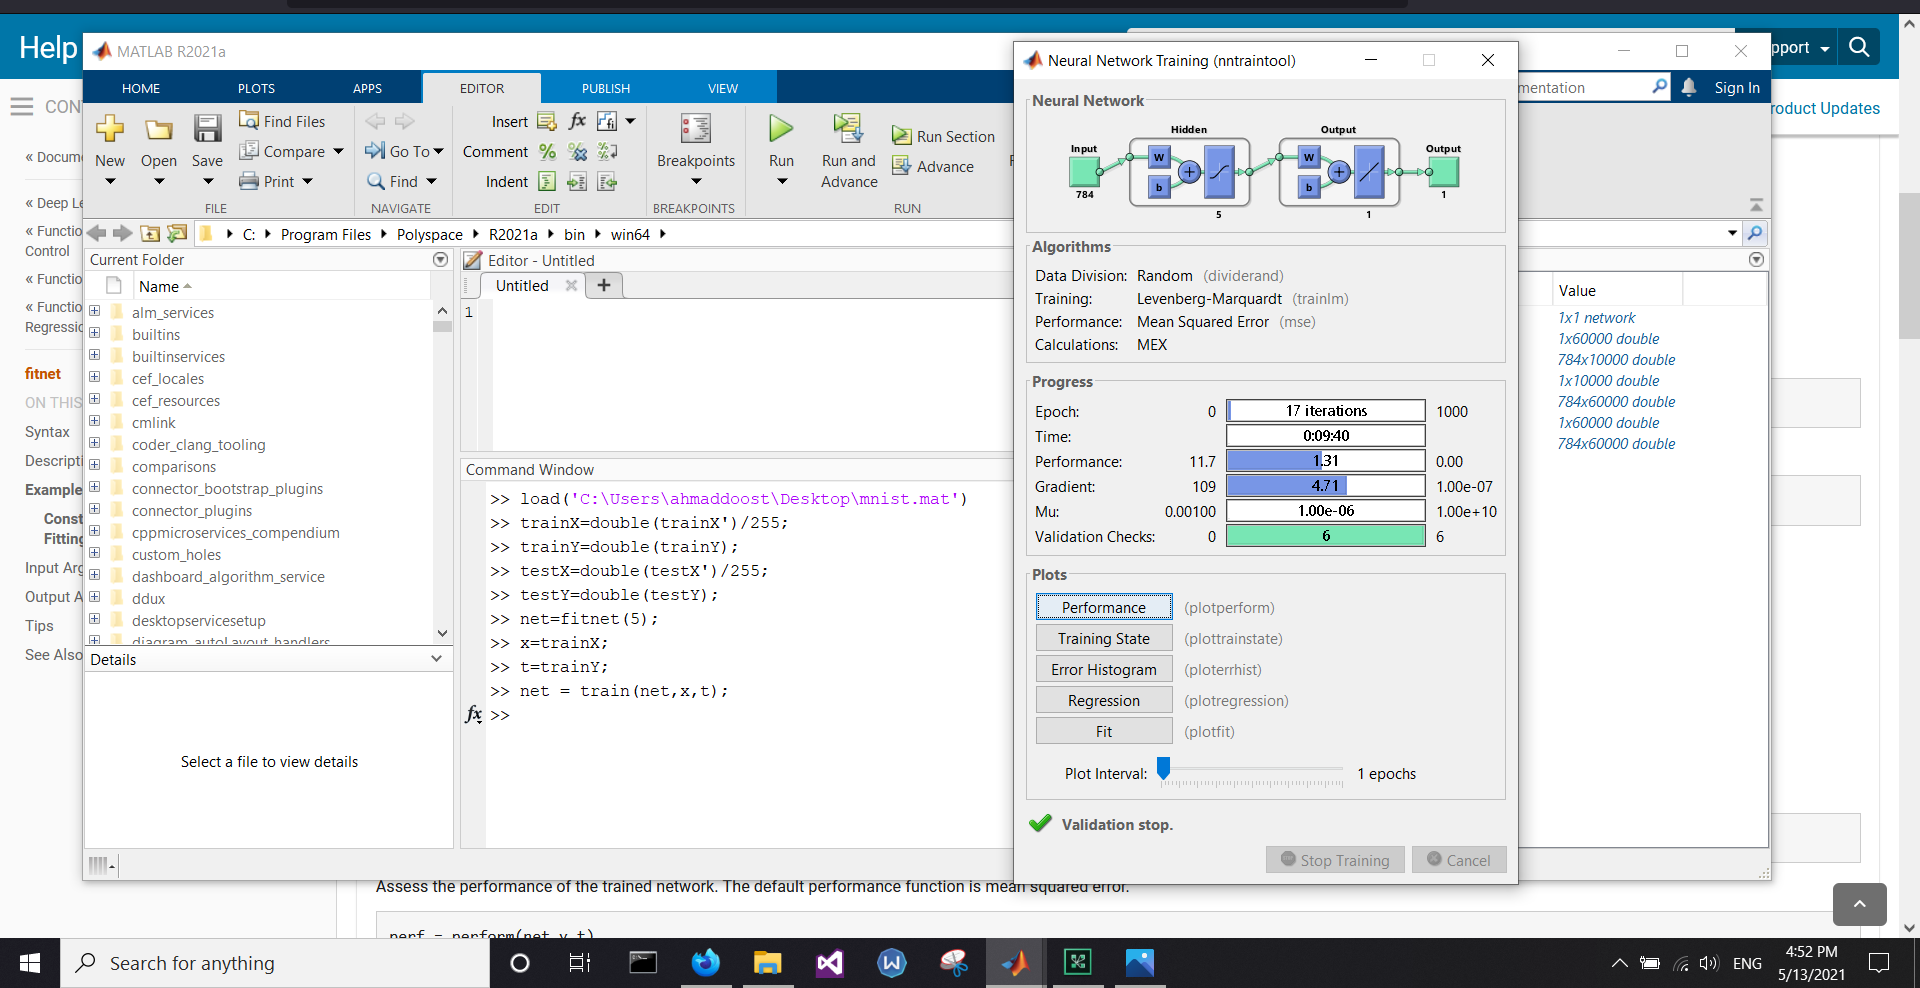 Help
MATLAB R2021a
pport
CON
HOME PLOTS APPS EDITOR PUBLISH VIEW
mentation
Sign In
roduct Updates
New Open Save
Find Files
Compare
Print
FILE
Go To
Find
NAVIGATE
Insert
Comment
Indent
EDIT
Breakpoints
BREAKPOINTS
Run
Run and Advance
Run Section
Advance
RUN
C: Program Files Polyspace R2021a bin win64
« Docum
« Deep Le
« Functio
Control
« Functio
« Functio
Regressio
fitnet
ON THIS
Syntax
Descripti
Example
Const
Fitting
Input Arg
Output A
Tips
See Also
Current Folder
Name
alm_services
builtins
builtinservices
cef_locales
cef_resources
cmlink
coder_clang_tooling
comparisons
connector_bootstrap_plugins
connector_plugins
cppmicroservices_compendium
custom_holes
dashboard_algorithm_service
ddux
desktopservicesetup
diagram_autoLayout_handlers
Details
Select a file to view details
Editor - Untitled
Untitled
1
Command Window
>> load('C:\Users\ahmaddoost\Desktop\mnist.mat')
>> trainX=double(trainX')/255;
>> trainY=double(trainY);
>> testX=double(testX')/255;
>> testY=double(testY);
>> net=fitnet(5);
>> x=trainX;
>> t=trainY;
>> net = train(net,x,t);
fx >>
Value
1x1 network
1x60000 double
784x10000 double
1x10000 double
784x60000 double
1x60000 double
784x60000 double
Neural Network Training (nntraintool)
Neural Network
Hidden Output
Input Output
W b + W b +
784 5 1 1
Algorithms
Data Division: Random (dividerand)
Training: Levenberg-Marquardt (trainlm)
Performance: Mean Squared Error (mse)
Calculations: MEX
Progress
Epoch: 0 17 iterations 1000
Time: 0:09:40
Performance: 11.7 1.31 0.00
Gradient: 109 4.71 1.00e-07
Mu: 0.00100 1.00e-06 1.00e+10
Validation Checks: 0 6 6
Plots
Performance (plotperform)
Training State (plottrainstate)
Error Histogram (ploterrhist)
Regression (plotregression)
Fit (plotfit)
Plot Interval: 1 epochs
Validation stop.
Stop Training Cancel
Assess the performance of the trained network. The default performance function is mean squared error.
perf = perform(net,y,t)
Search for anything
ENG
4:52 PM
5/13/2021